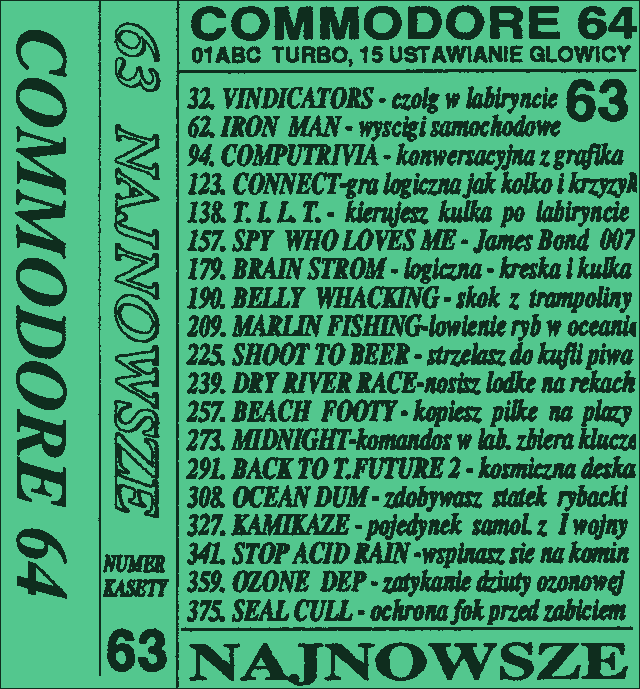 COMMODORE 64
63 NAJNOWSZE
NUMER
KASETY
63
COMMODORE 64
01ABC TURBO, 15 USTAWIANIE GLOWICY
63
32. VINDICATORS - czolg w labiryncie
62. IRON MAN - wyscigi samochodowe
94. COMPUTRIVIA - konwersacyjna z grafika
123. CONNECT-gra logiczna jak kolko i krzyzyk
138. T. I. L. T. - kierujesz kulka po labiryncie
157. SPY WHO LOVES ME - James Bond 007
179. BRAIN STROM - logiczna - kreska i kulka
190. BELLY WHACKING - skok z trampoliny
209. MARLIN FISHING-lowienie ryb w oceanie
225. SHOOT TO BEER - strzelasz do kufli piwa
239. DRY RIVER RACE-nosisz lodke na rekach
257. BEACH FOOTY - kopiesz pilke na plazy
273. MIDNIGHT-komandos w lab. zbiera klucze
291. BACK TO T.FUTURE 2 - kosmiczna deska
308. OCEAN DUM - zdobywasz statek rybacki
327. KAMIKAZE - pojedynek samol. z I wojny
341. STOP ACID RAIN -wspinasz sie na komin
359. OZONE DEP - zatykanie dziuty ozonowej
375. SEAL CULL - ochrona fok przed zabiciem
NAJNOWSZE